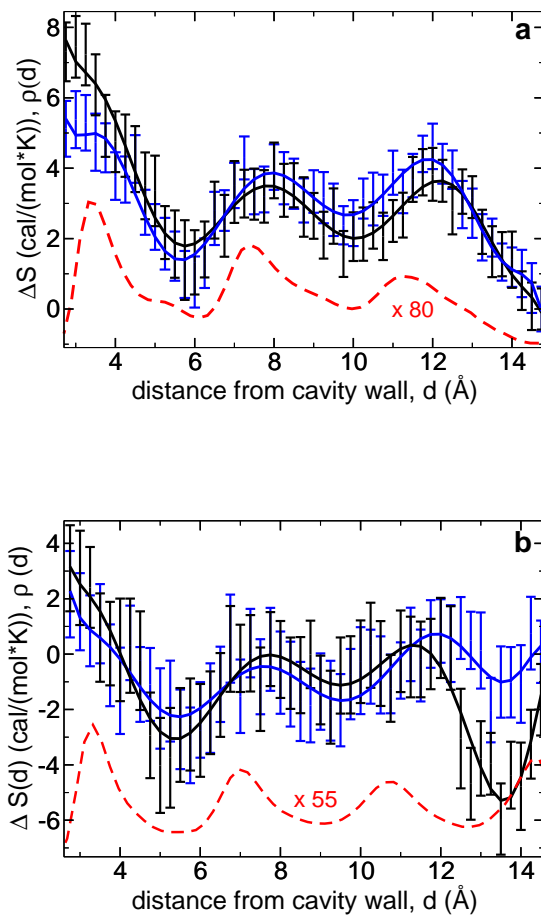 a
ΔS (cal/(mol*K)), ρ(d)
8
6
4
2
0
x 80
4 6 8 10 12 14
distance from cavity wall, d (Å)
b
Δ S(d) (cal/(mol*K)), ρ (d)
4
2
0
-2
-4
-6
x 55
4 6 8 10 12 14
distance from cavity wall, d (Å)